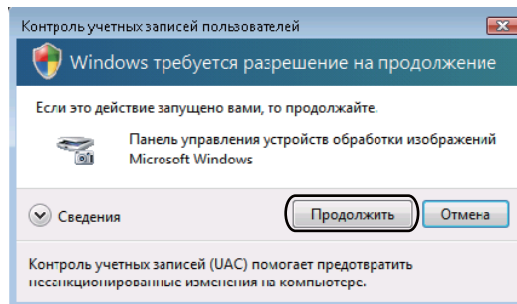 Контроль учетных записей пользователей
Windows требуется разрешение на продолжение
Если это действие запущено вами, то продолжайте.
Панель управления устройств обработки изображений
Microsoft Windows
Сведения
Продолжить
Отмена
Контроль учетных записей (UAC) помогает предотвратить
несанкционированные изменения на компьютере.